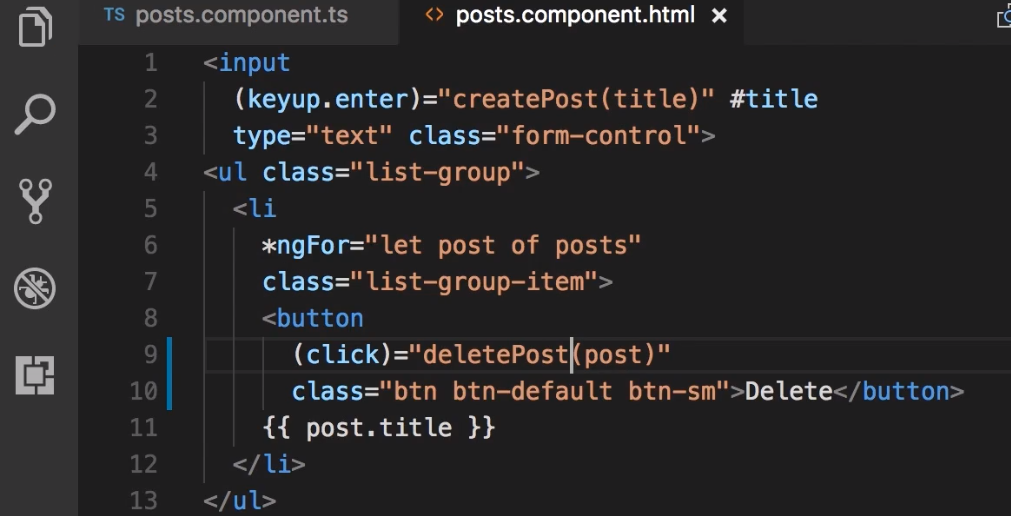 TS posts.component.ts <> posts.component.html ×
1 <input
2 (keyup.enter)="createPost(title)" #title
3 type="text" class="form-control">
4 <ul class="list-group">
5 <li
6 *ngFor="let post of posts"
7 class="list-group-item">
8 <button
9 (click)="deletePost(post)"
10 class="btn btn-default btn-sm">Delete</button>
11 {{ post.title }}
12 </li>
13 </ul>